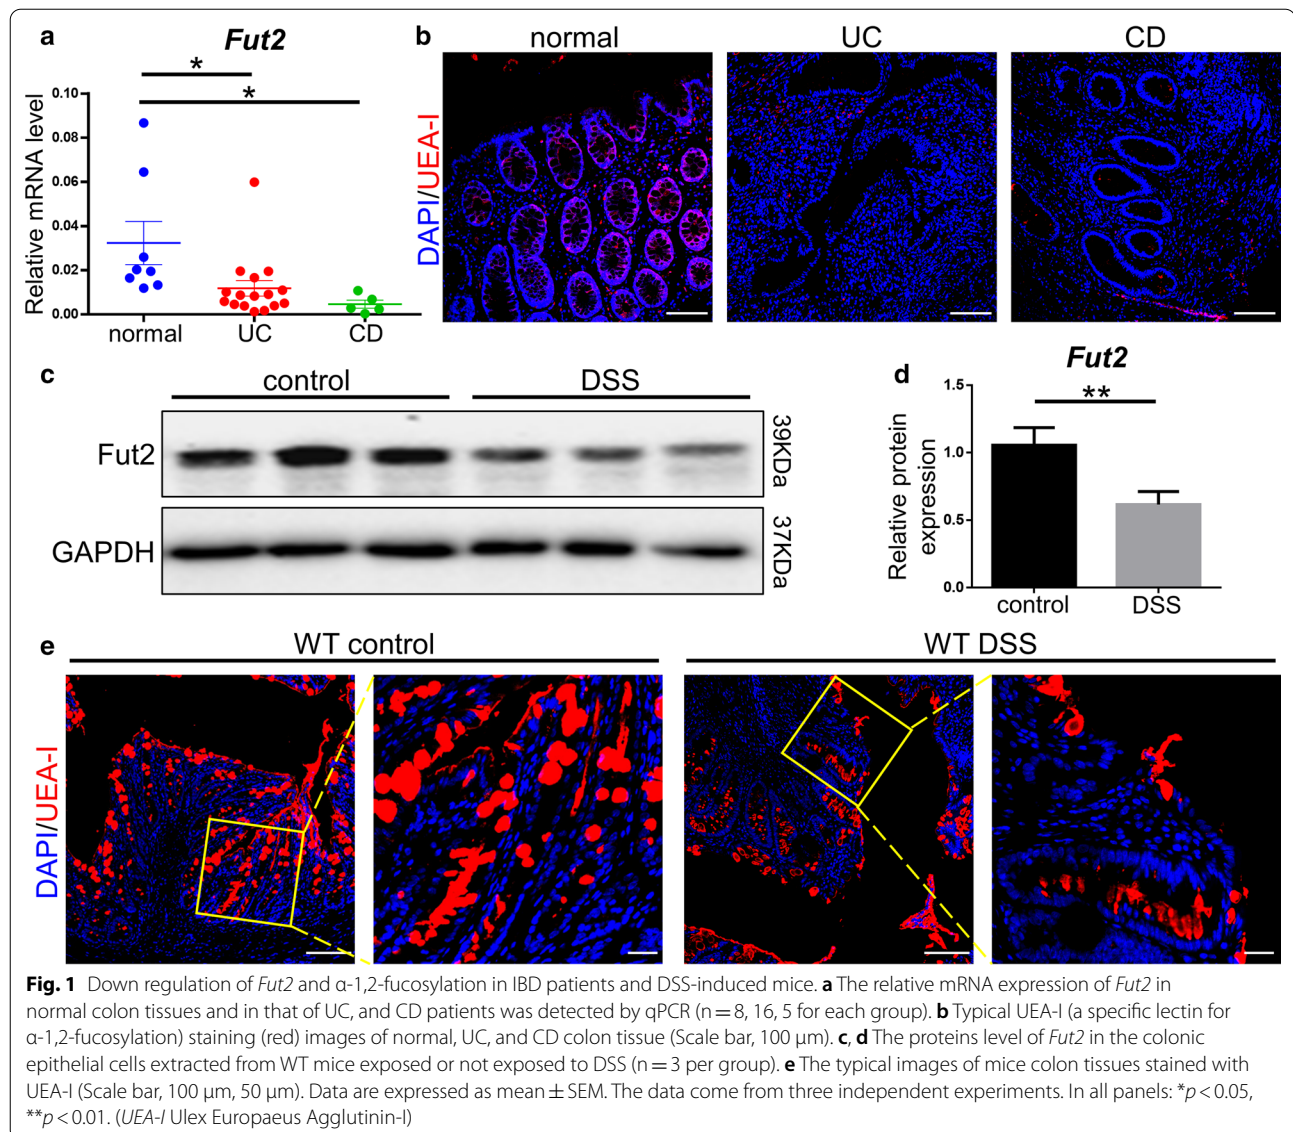 a
Fut2
*
*
Relative mRNA level
0.10
0.08
0.06
0.04
0.02
0.00
normal UC CD
b
normal UC CD
DAPI/UEA-I
c
control DSS
Fut2
39KDa
GAPDH
37KDa
d
Fut2
**
Relative protein
expression
1.5
1.0
0.5
0.0
control DSS
e
WT control WT DSS
DAPI/UEA-I
Fig. 1 Down regulation of Fut2 and α-1,2-fucosylation in IBD patients and DSS-induced mice. a The relative mRNA expression of Fut2 in
normal colon tissues and in that of UC, and CD patients was detected by qPCR (n = 8, 16, 5 for each group). b Typical UEA-I (a specific lectin for
α-1,2-fucosylation) staining (red) images of normal, UC, and CD colon tissue (Scale bar, 100 μm). c, d The proteins level of Fut2 in the colonic
epithelial cells extracted from WT mice exposed or not exposed to DSS (n = 3 per group). e The typical images of mice colon tissues stained with
UEA-I (Scale bar, 100 μm, 50 μm). Data are expressed as mean ± SEM. The data come from three independent experiments. In all panels: *p < 0.05,
**p < 0.01. (UEA-I Ulex Europaeus Agglutinin-I)